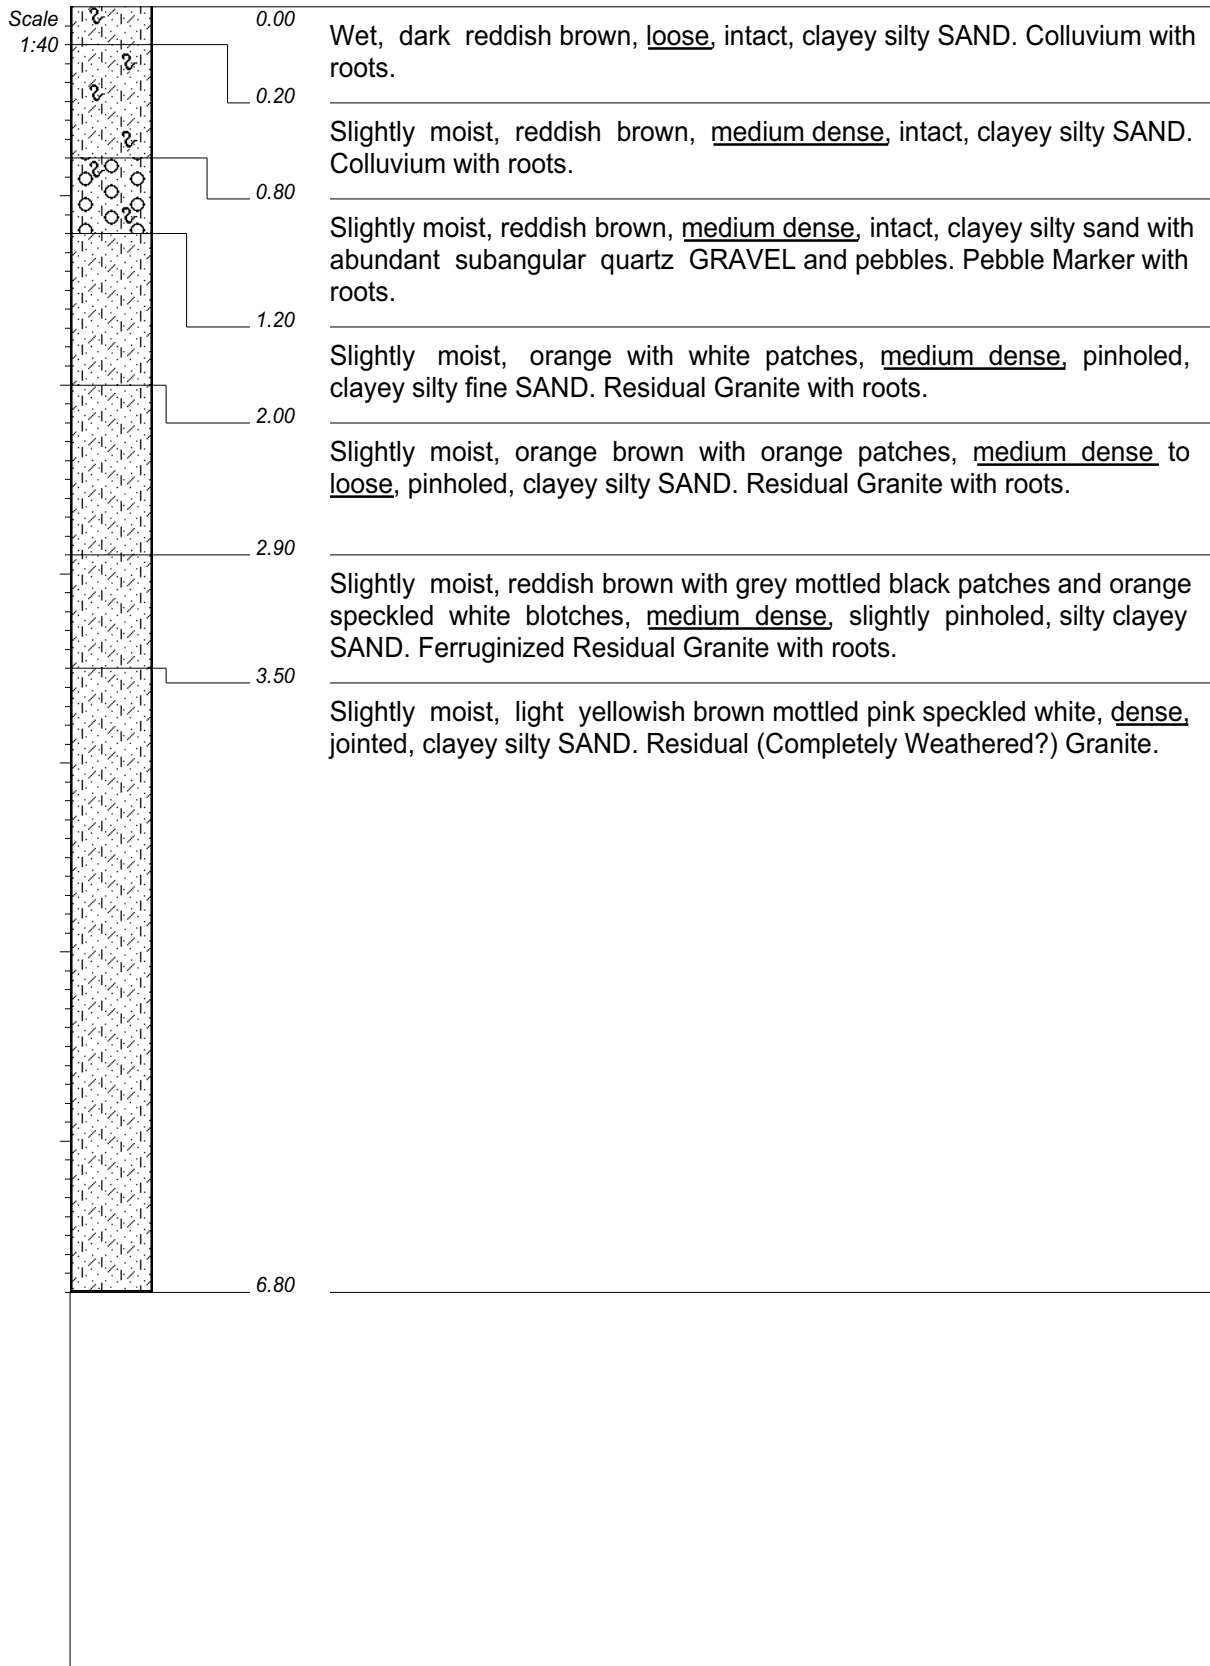 Scale
1:40
0.00
Wet, dark reddish brown, loose, intact, clayey silty SAND. Colluvium with
roots.
0.20
Slightly moist, reddish brown, medium dense, intact, clayey silty SAND.
Colluvium with roots.
0.80
Slightly moist, reddish brown, medium dense, intact, clayey silty sand with
abundant subangular quartz GRAVEL and pebbles. Pebble Marker with
roots.
1.20
Slightly moist, orange with white patches, medium dense, pinholed,
clayey silty fine SAND. Residual Granite with roots.
2.00
Slightly moist, orange brown with orange patches, medium dense to
loose, pinholed, clayey silty SAND. Residual Granite with roots.
2.90
Slightly moist, reddish brown with grey mottled black patches and orange
speckled white blotches, medium dense, slightly pinholed, silty clayey
SAND. Ferruginized Residual Granite with roots.
3.50
Slightly moist, light yellowish brown mottled pink speckled white, dense,
jointed, clayey silty SAND. Residual (Completely Weathered?) Granite.
6.80